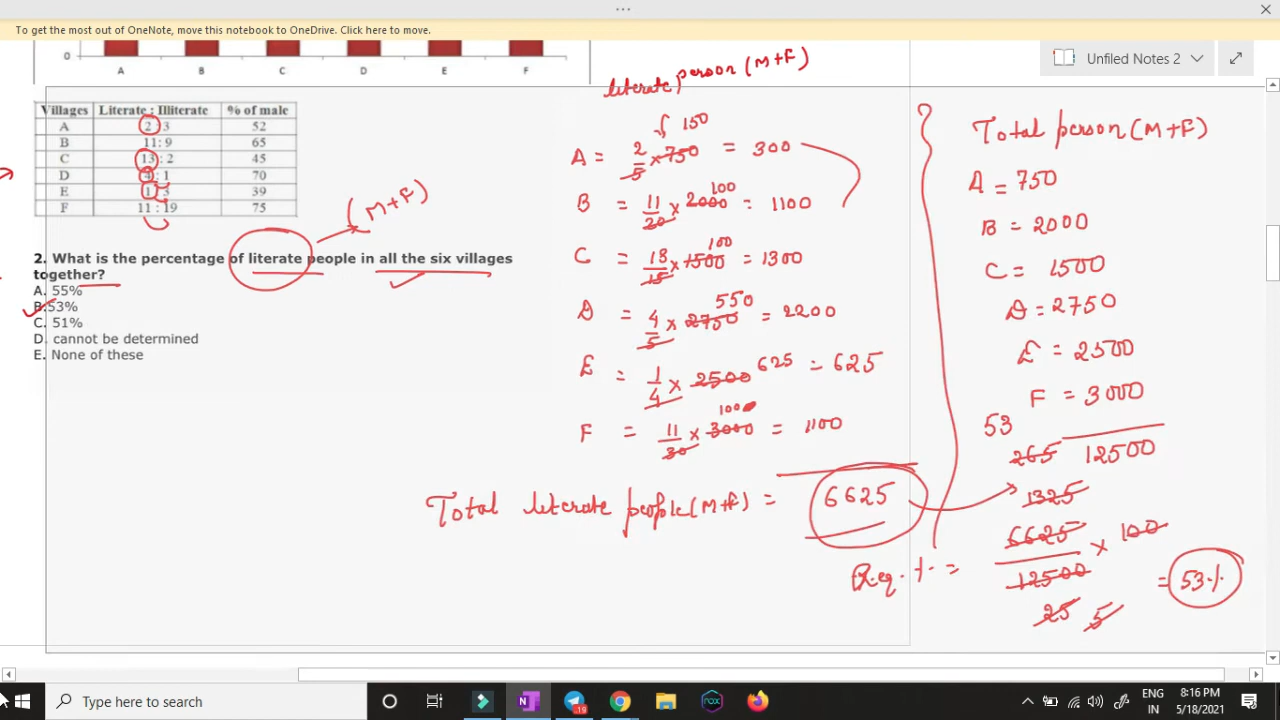 To get the most out of OneNote, move this notebook to OneDrive. Click here to move.
Unfiled Notes 2
0
A B C D E F
Villages Literate : Illiterate % of male
A 2 : 3 52
B 11: 9 65
C 13 : 2 45
D 4 : 1 70
E 1 : 3 39
F 11 : 19 75
(M+F)
2. What is the percentage of literate people in all the six villages
together?
A. 55%
B. 53%
C. 51%
D. cannot be determined
E. None of these
literate person (M+F)
150
A = 2/5 × 750 = 300
100
B = 11/20 × 2000 = 1100
100
C = 13/15 × 1500 = 1300
550
D = 4/5 × 2750 = 2200
E = 1/4 × 2500 625 = 625
100
F = 11/30 × 3000 = 1100
Total literate people (M+F) = 6625
Total person (M+F)
A = 750
B = 2000
C = 1500
D = 2750
E = 2500
F = 3000
53
265 12500
1325
Req. % = 6625/12500 × 100 = 53%
25 5
Type here to search
19
ENG
IN
8:16 PM
5/18/2021